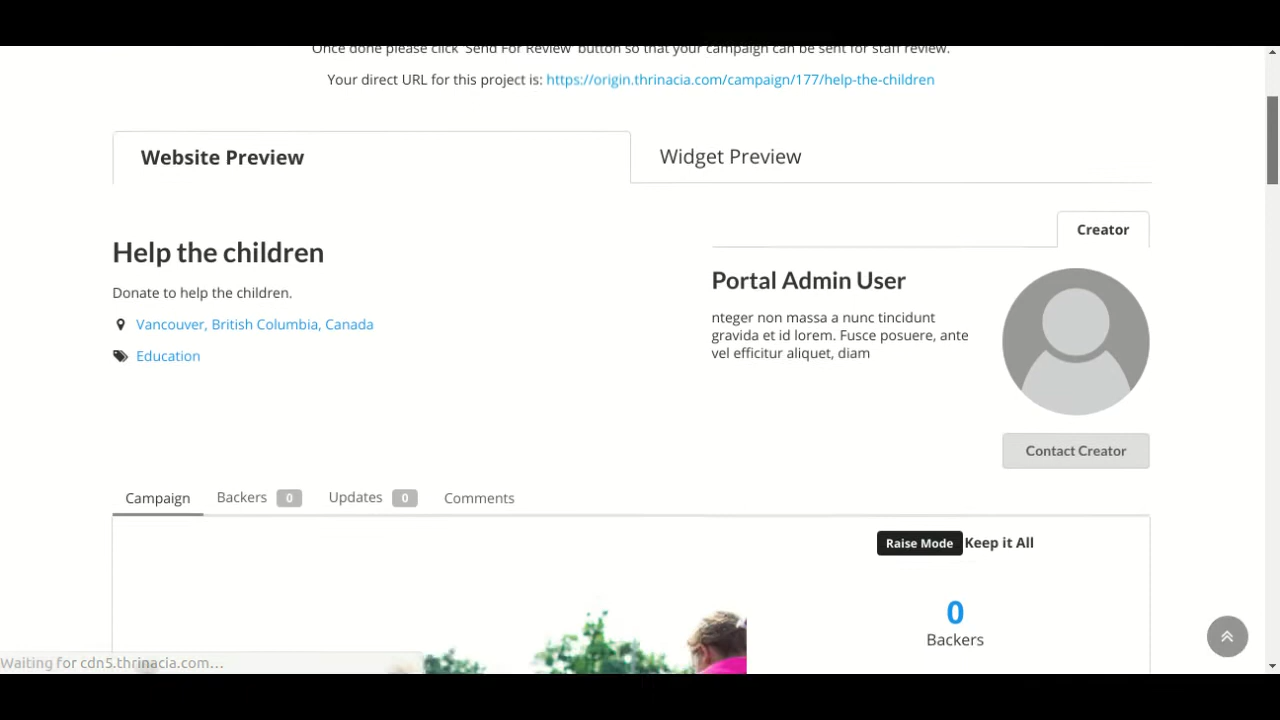 Once done please click 'Send For Review' button so that your campaign can be sent for staff review.
Your direct URL for this project is: https://origin.thrinacia.com/campaign/177/help-the-children
Website Preview
Widget Preview
Creator
Help the children
Donate to help the children.
Vancouver, British Columbia, Canada
Education
Portal Admin User
nteger non massa a nunc tincidunt
gravida et id lorem. Fusce posuere, ante
vel efficitur aliquet, diam
Contact Creator
Campaign
Backers 0
Updates 0
Comments
Raise Mode Keep it All
0
Backers
Waiting for cdn5.thrinacia.com…